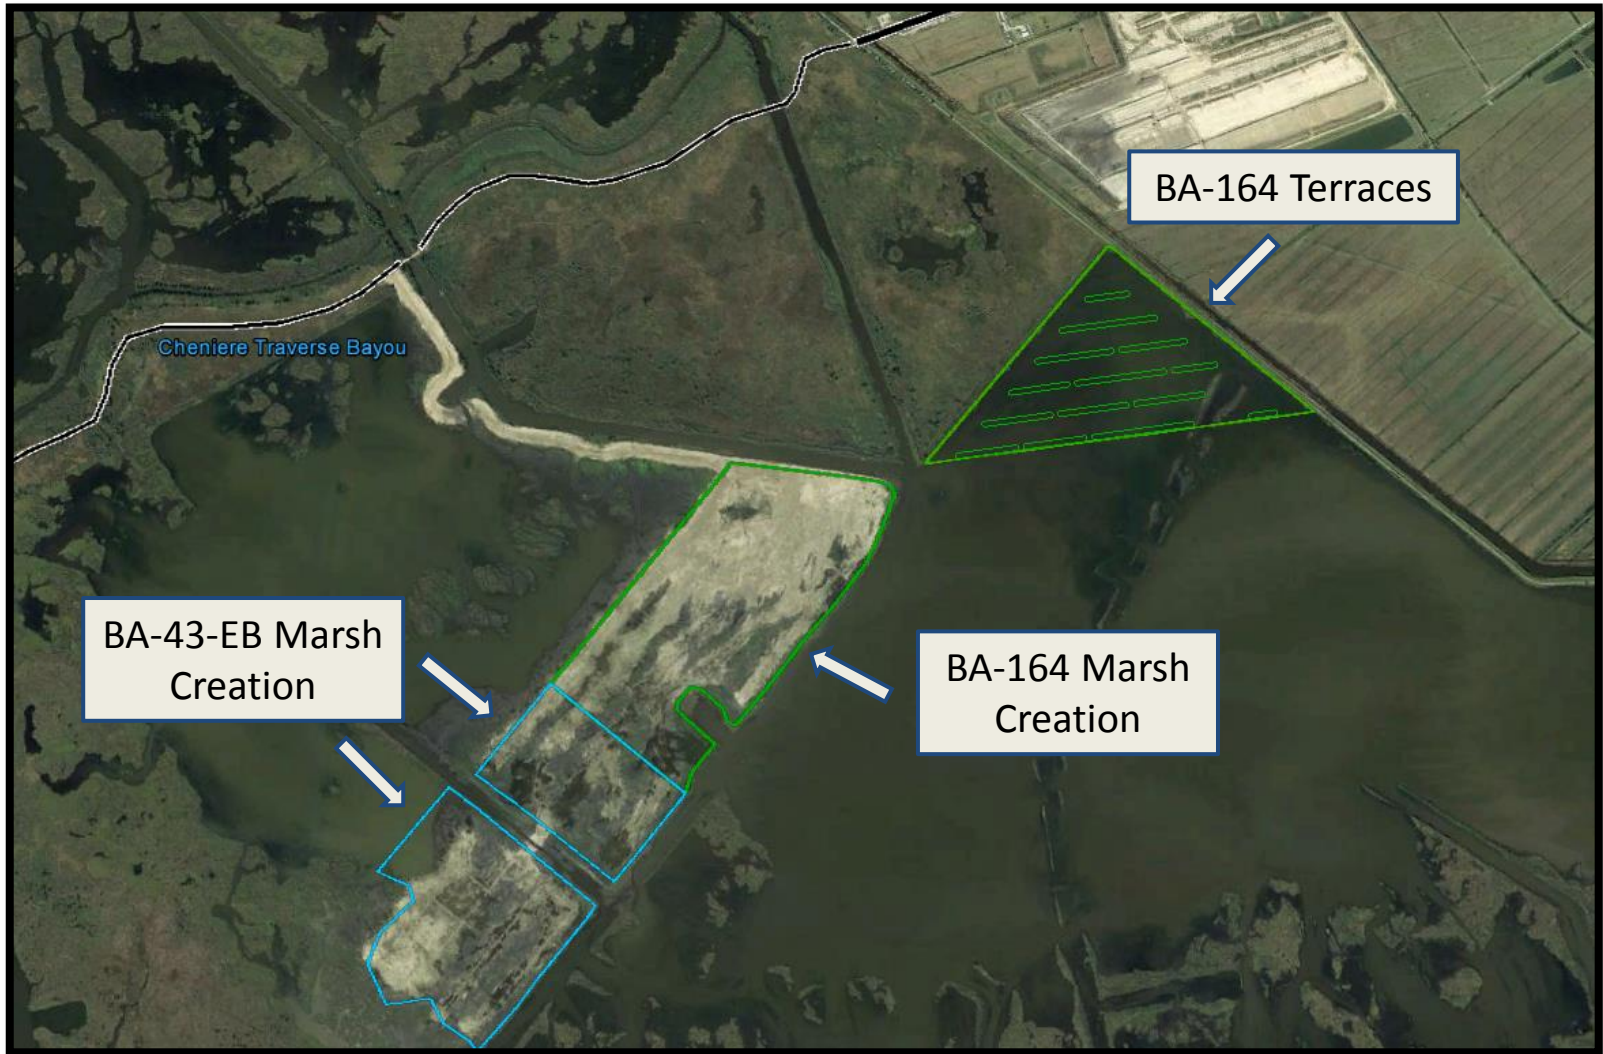 BA-164 Terraces
Cheniere Traverse Bayou
BA-43-EB Marsh
Creation
BA-164 Marsh
Creation